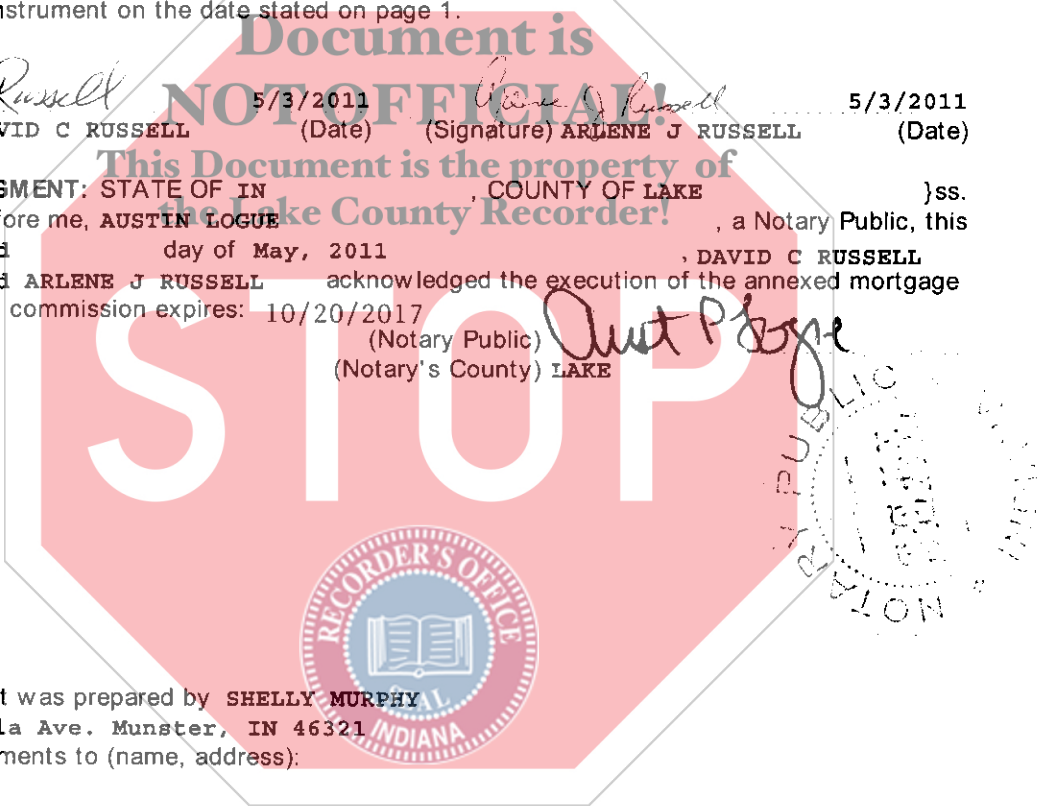 nstrument on the date stated on page 1.
Document is
Russell 5/3/2011 Arlene J Russell 5/3/2011
NOT OFFICIAL!
VID C RUSSELL (Date) (Signature) ARLENE J RUSSELL (Date)
This Document is the property of
GMENT: STATE OF IN , COUNTY OF LAKE }ss.
the Lake County Recorder!
fore me, AUSTIN LOGUE , a Notary Public, this
d day of May, 2011 , DAVID C RUSSELL
d ARLENE J RUSSELL acknowledged the execution of the annexed mortgage
commission expires: 10/20/2017
(Notary Public)
(Notary's County) LAKE
STOP
NOTARY PUBLIC
RECORDER'S OFFICE
SEAL
INDIANA
t was prepared by SHELLY MURPHY
la Ave. Munster, IN 46321
ments to (name, address):